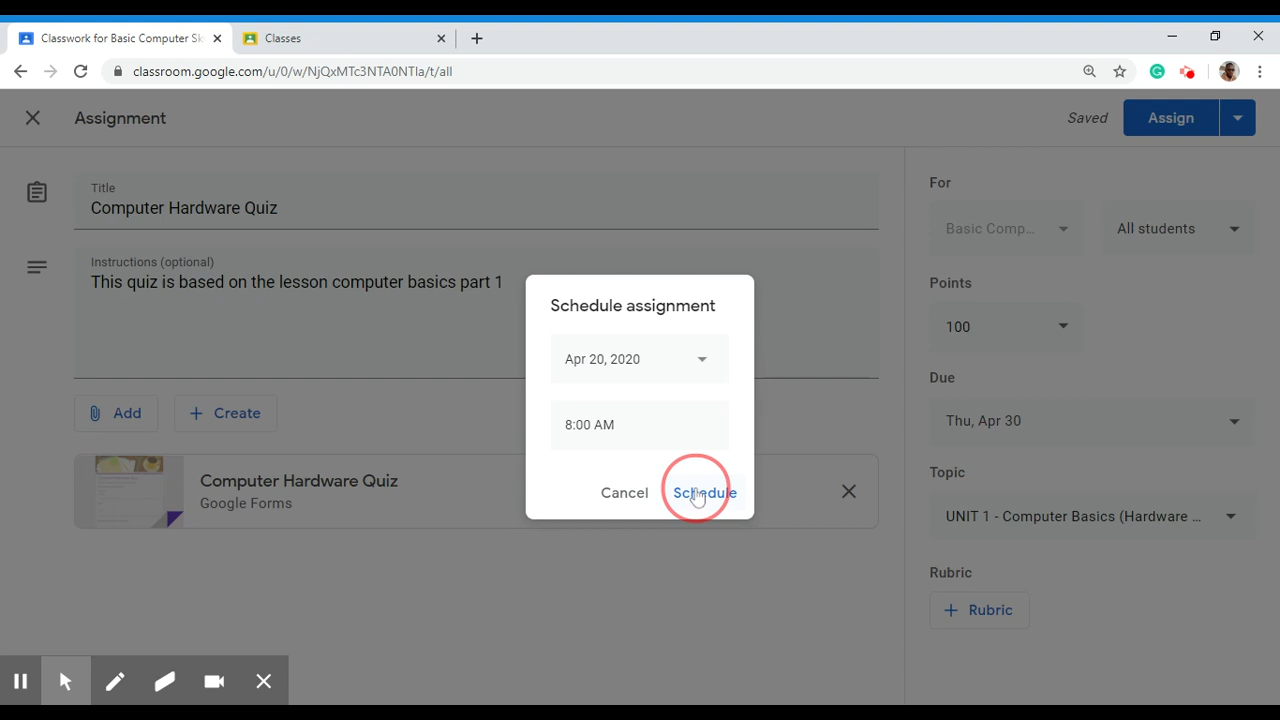 Classwork for Basic Computer Sk
Classes
classroom.google.com/u/0/w/NjQxMTc3NTA0NTla/t/all
Assignment
Saved
Assign
Title
Computer Hardware Quiz
Instructions (optional)
This quiz is based on the lesson computer basics part 1
Add
Create
Computer Hardware Quiz
Google Forms
Schedule assignment
Apr 20, 2020
8:00 AM
Cancel
Schedule
For
Basic Comp...
All students
Points
100
Due
Thu, Apr 30
Topic
UNIT 1 - Computer Basics (Hardware ...
Rubric
Rubric